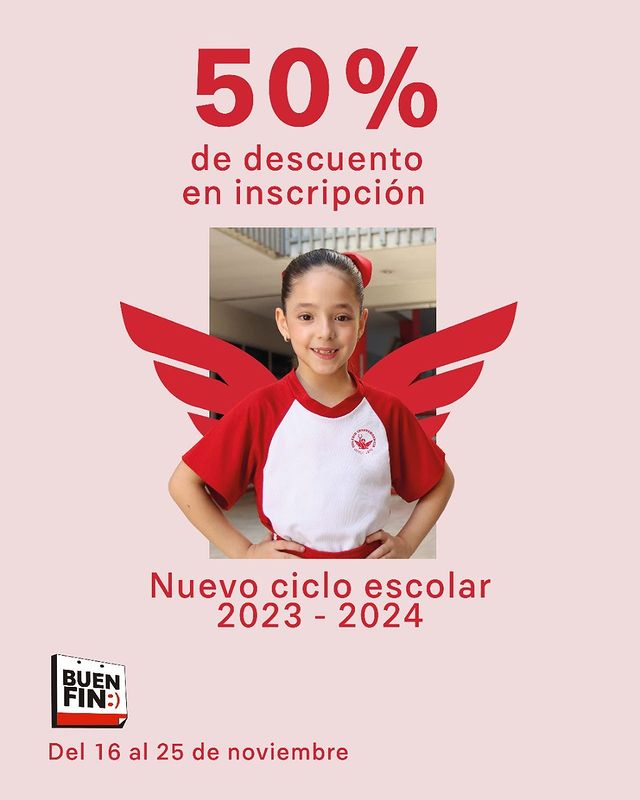 50%
de descuento
en inscripción
Nuevo ciclo escolar
2023 - 2024
BUEN
FIN:)
Del 16 al 25 de noviembre